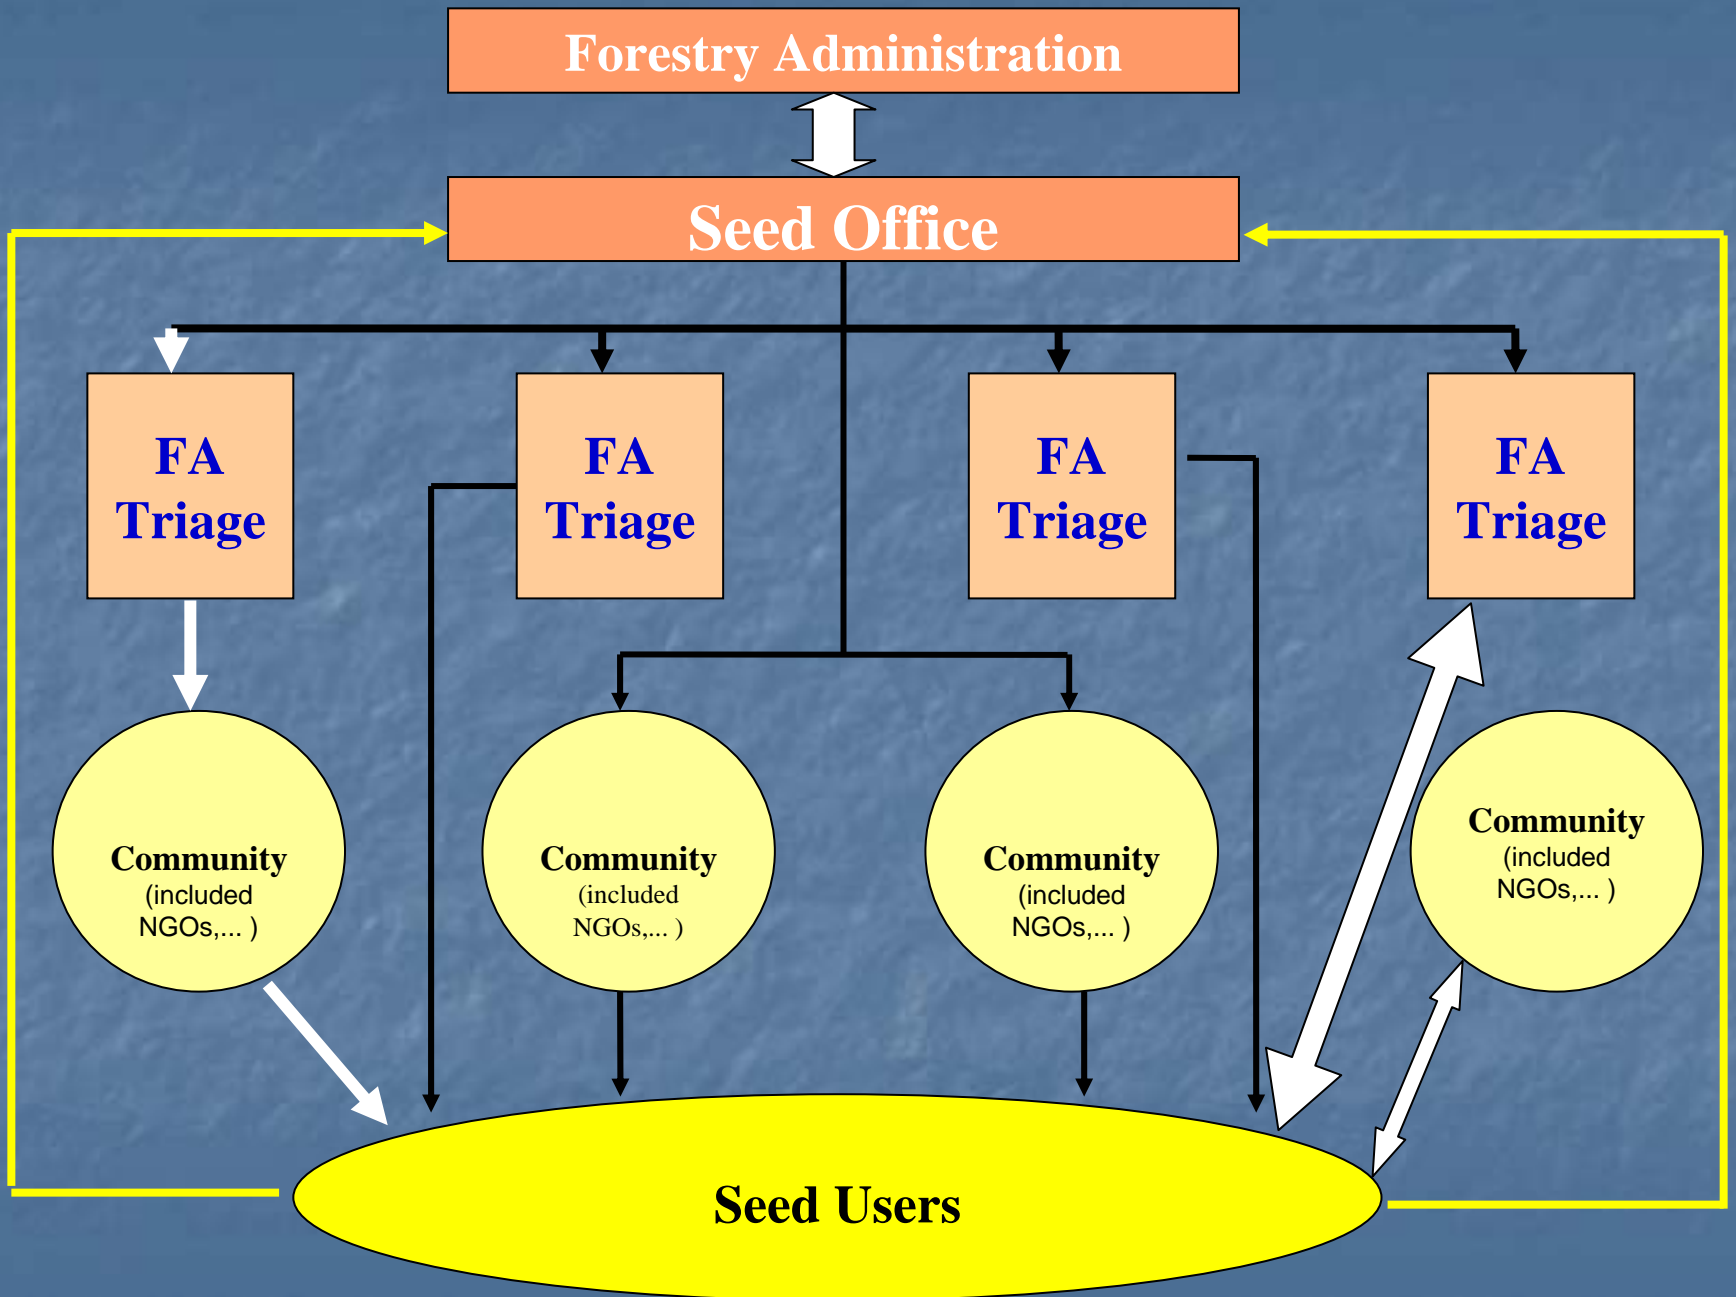 Forestry Administration
Seed Office
FA
Triage
FA
Triage
FA
Triage
FA
Triage
Community
(included
NGOs,... )
Community
(included
NGOs,... )
Community
(included
NGOs,... )
Community
(included
NGOs,... )
Seed Users